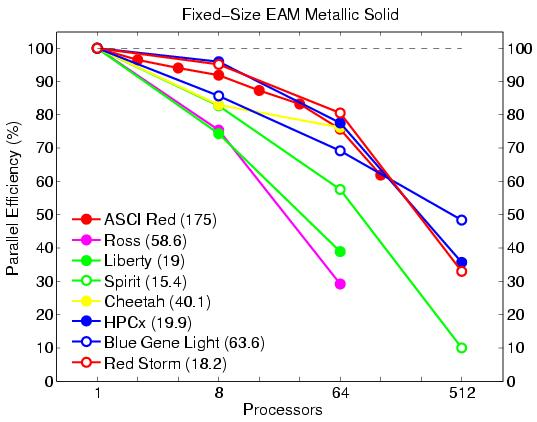 Fixed-Size EAM Metallic Solid
100 100
90 90
80 80
70 70
60 60
50 50
40 40
30 30
20 20
10 10
0 0
Parallel Efficiency (%)
ASCI Red (175)
Ross (58.6)
Liberty (19)
Spirit (15.4)
Cheetah (40.1)
HPCx (19.9)
Blue Gene Light (63.6)
Red Storm (18.2)
1 8 64 512
Processors